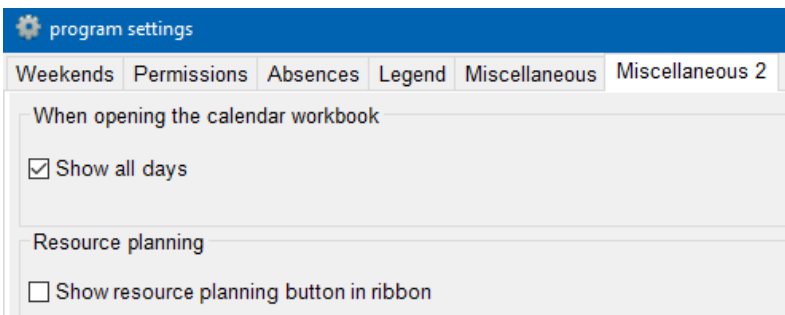 program settings
Weekends Permissions Absences Legend Miscellaneous Miscellaneous 2
When opening the calendar workbook
Show all days
Resource planning
Show resource planning button in ribbon